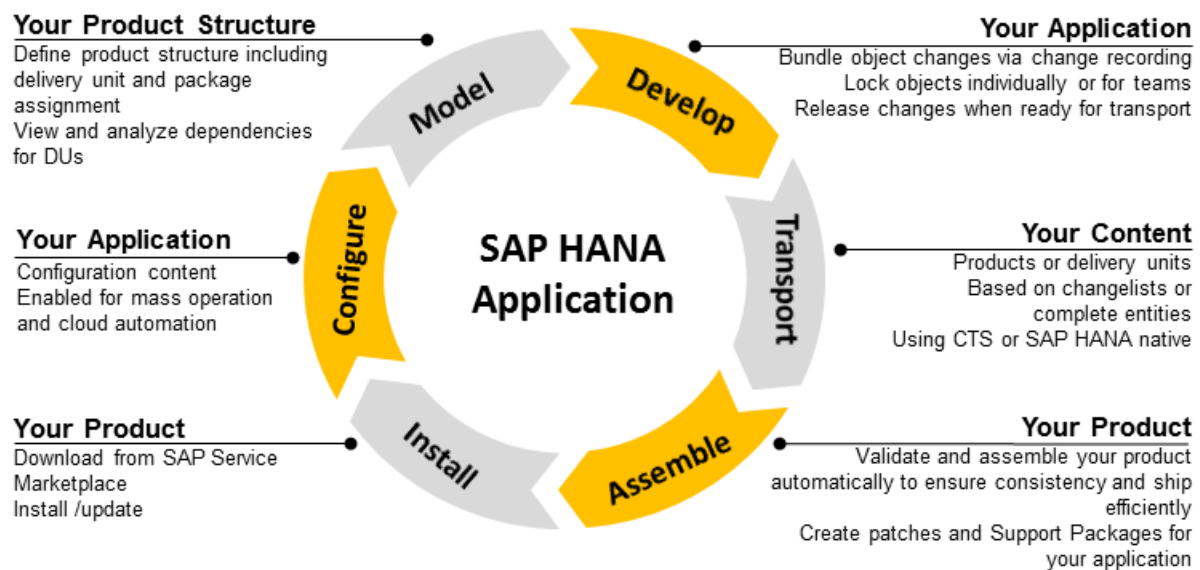 Your Product Structure
Define product structure including
delivery unit and package
assignment
View and analyze dependencies
for DUs
Your Application
Bundle object changes via change recording
Lock objects individually or for teams
Release changes when ready for transport
Model
Develop
Transport
Assemble
Install
Configure
SAP HANA
Application
Your Application
Configuration content
Enabled for mass operation
and cloud automation
Your Content
Products or delivery units
Based on changelists or
complete entities
Using CTS or SAP HANA native
Your Product
Download from SAP Service
Marketplace
Install /update
Your Product
Validate and assemble your product
automatically to ensure consistency and ship
efficiently
Create patches and Support Packages for
your application